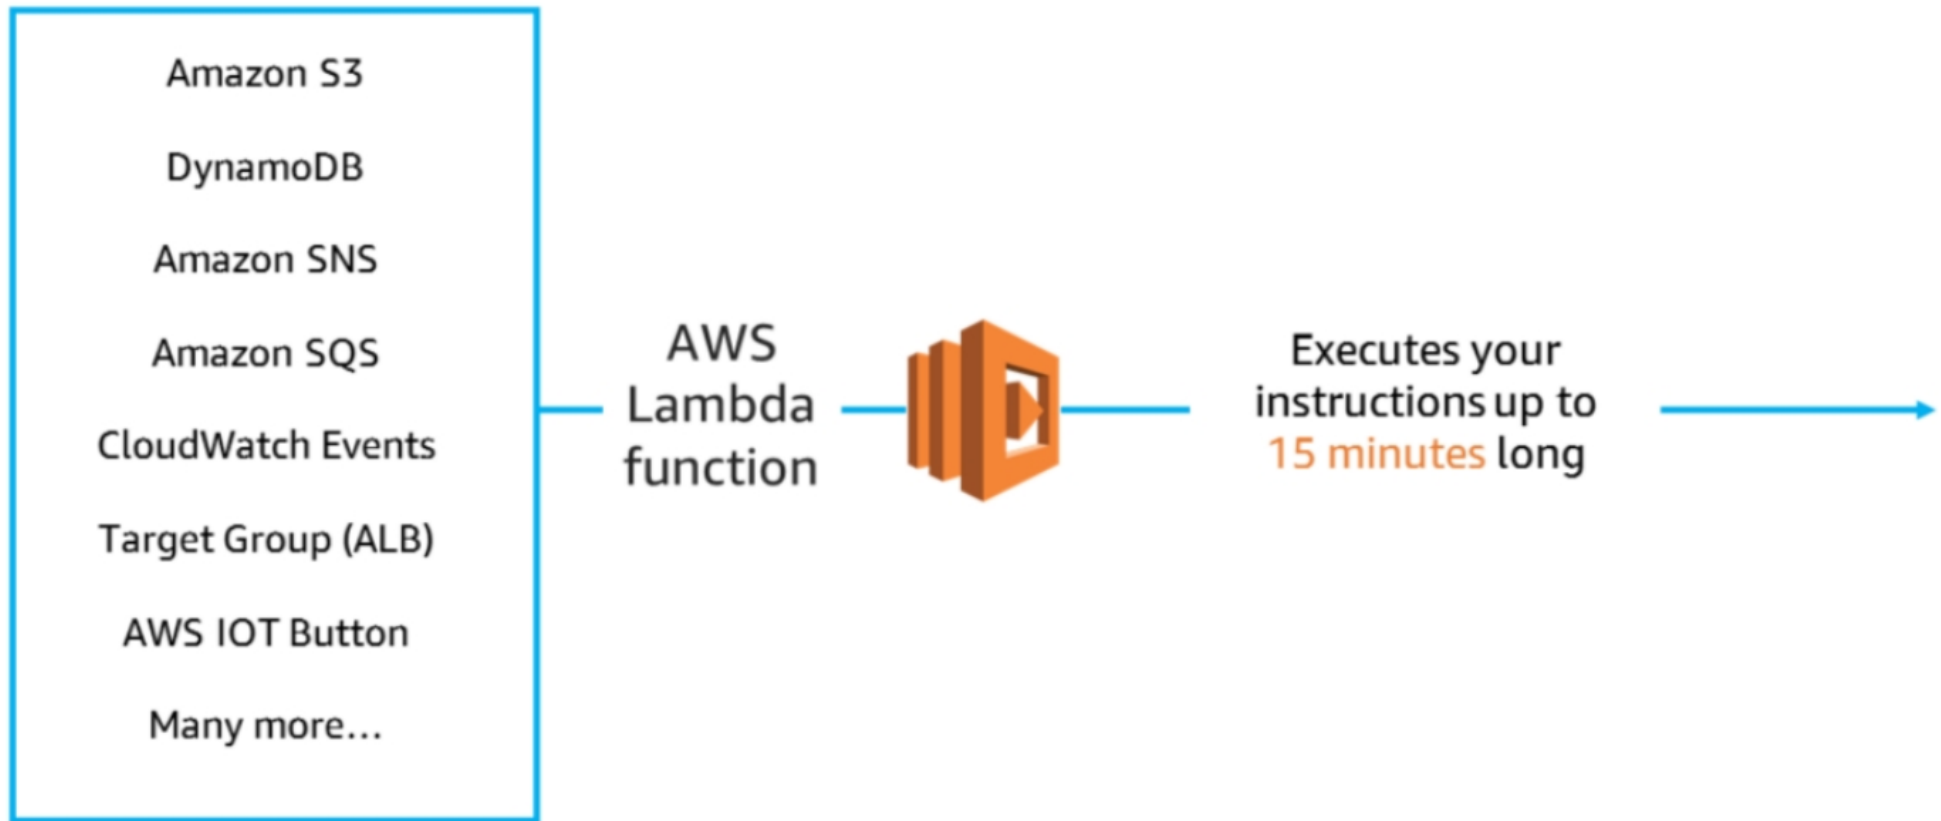 Amazon S3
DynamoDB
Amazon SNS
Amazon SQS
CloudWatch Events
Target Group (ALB)
AWS IOT Button
Many more...
AWS
Lambda
function
Executes your
instructions up to
15 minutes long